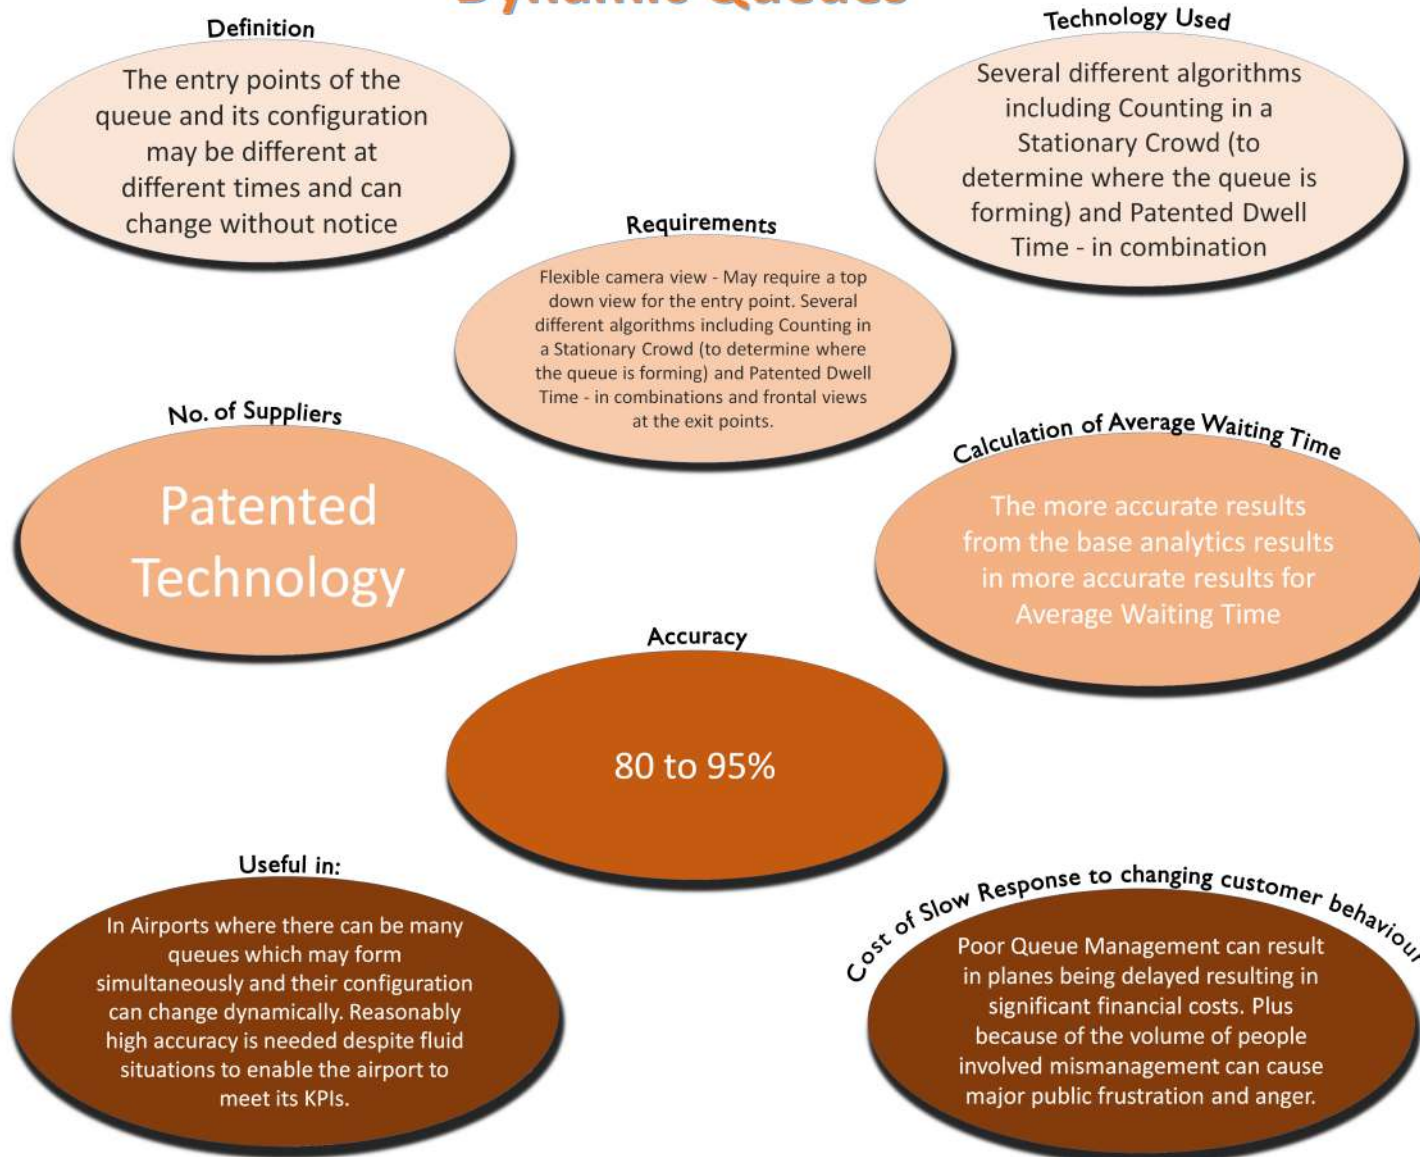 Dynamic Queues
Definition
The entry points of the
queue and its configuration
may be different at
different times and can
change without notice
Technology Used
Several different algorithms
including Counting in a
Stationary Crowd (to
determine where the queue is
forming) and Patented Dwell
Time - in combination
Requirements
Flexible camera view - May require a top
down view for the entry point. Several
different algorithms including Counting in
a Stationary Crowd (to determine where
the queue is forming) and Patented Dwell
Time - in combinations and frontal views
at the exit points.
No. of Suppliers
Patented
Technology
Calculation of Average Waiting Time
The more accurate results
from the base analytics results
in more accurate results for
Average Waiting Time
Accuracy
80 to 95%
Useful in:
In Airports where there can be many
queues which may form
simultaneously and their configuration
can change dynamically. Reasonably
high accuracy is needed despite fluid
situations to enable the airport to
meet its KPIs.
Cost of Slow Response to changing customer behaviour
Poor Queue Management can result
in planes being delayed resulting in
significant financial costs. Plus
because of the volume of people
involved mismanagement can cause
major public frustration and anger.